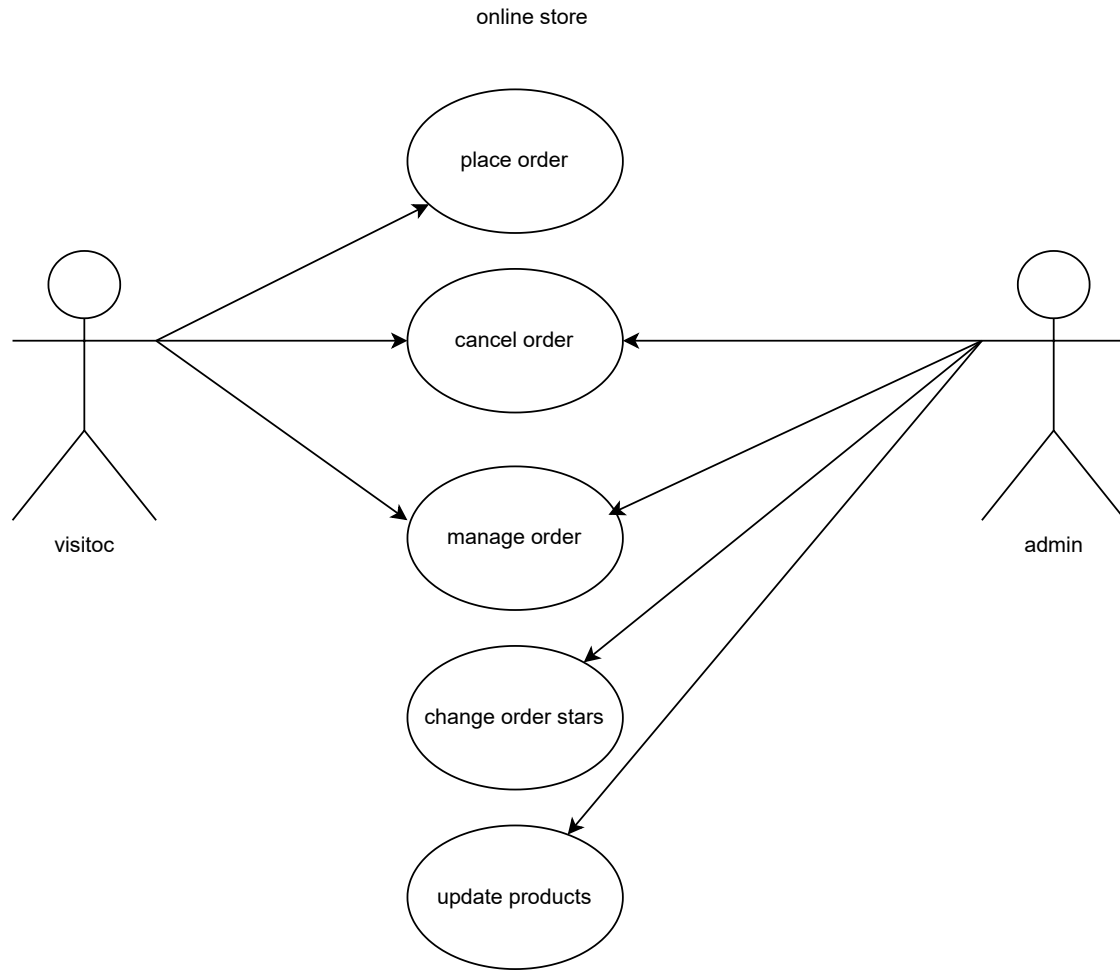 online store
place order
cancel order
manage order
visitoc
admin
change order stars
update products